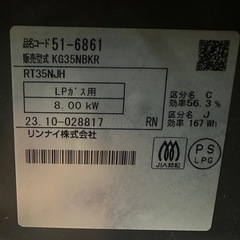 品名コード 51-6861
販売型式 KG35NBKR
RT35NJH
LPガス用
8.00 kW
区分名 C
効率56.3 %
区分名 J
効率 167 Wh
23.10-028817 RN
リンナイ株式会社
JIA認証
PS
LPG